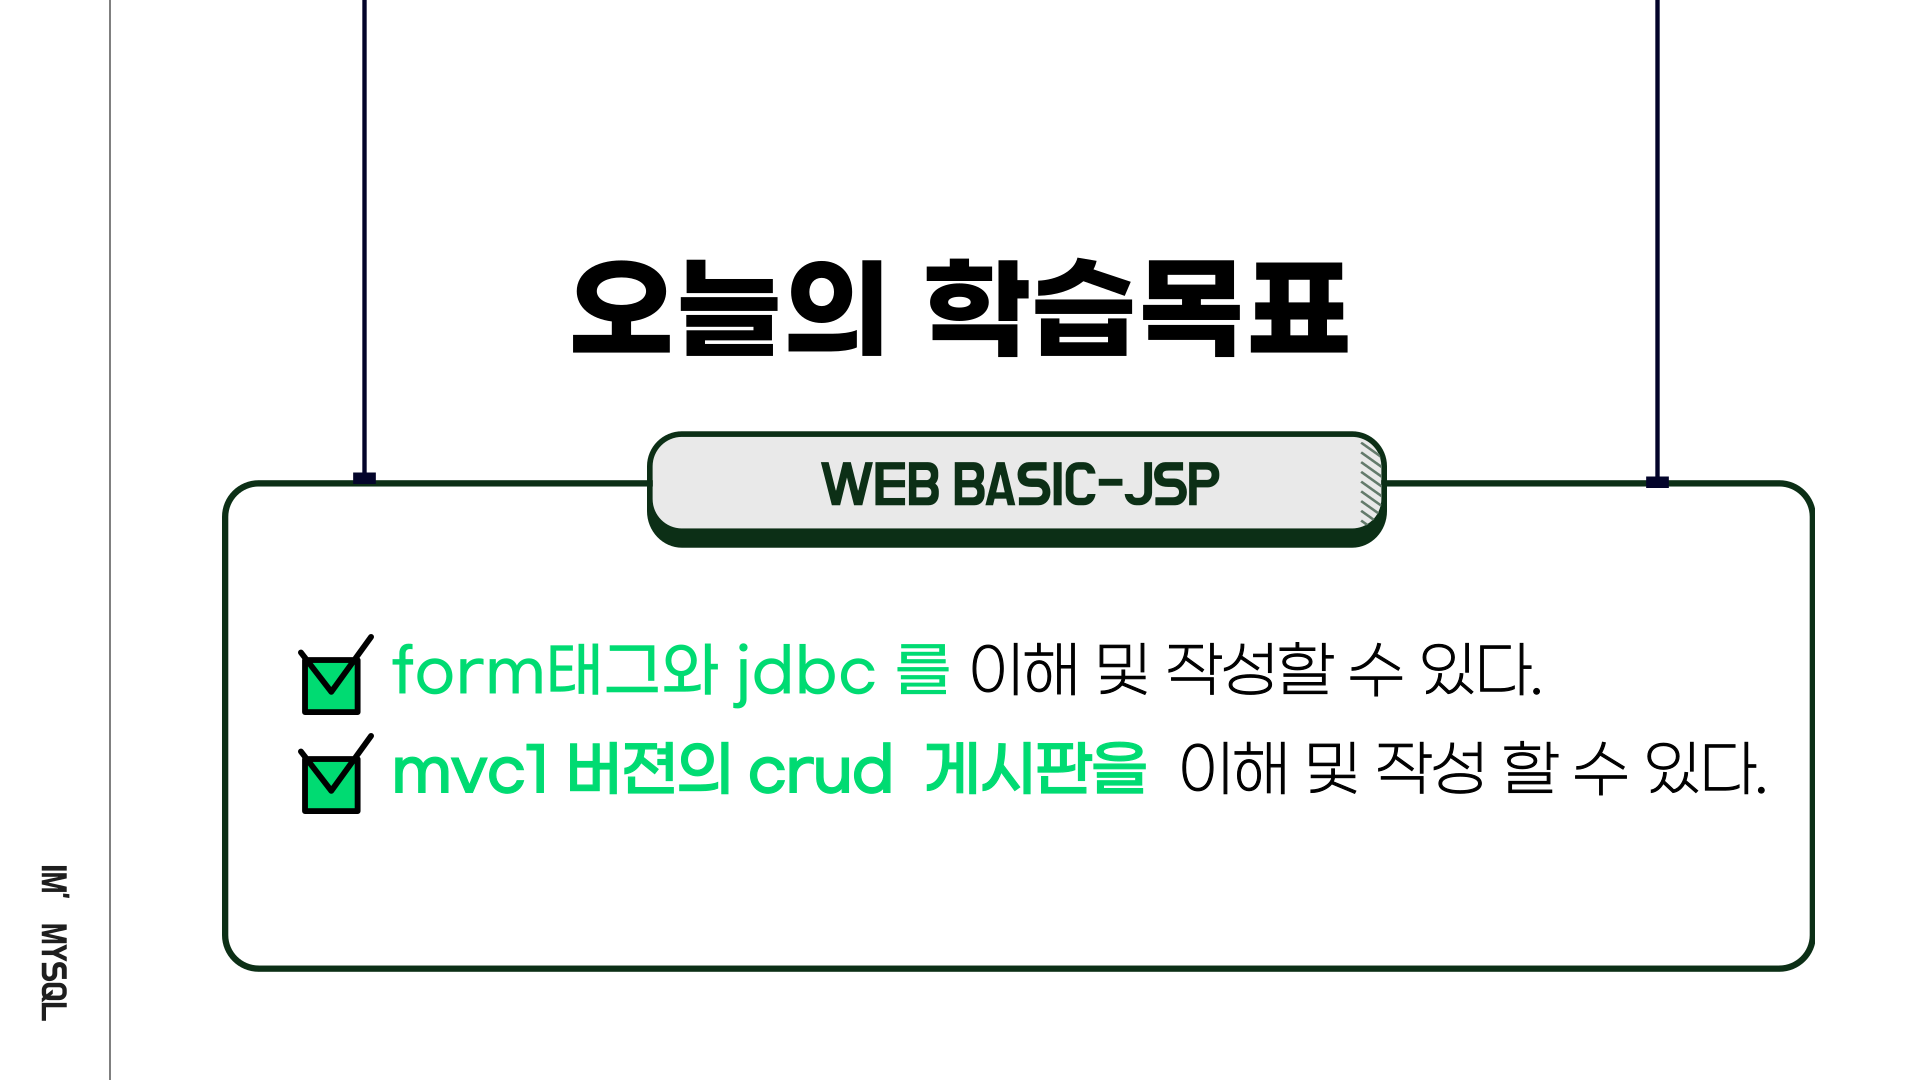 오늘의 학습목표
WEB BASIC-JSP
form태그와 jdbc 를 이해 및 작성할 수 있다.
mvc1 버젼의 crud 게시판을 이해 및 작성 할 수 있다.
IM' MYSQL